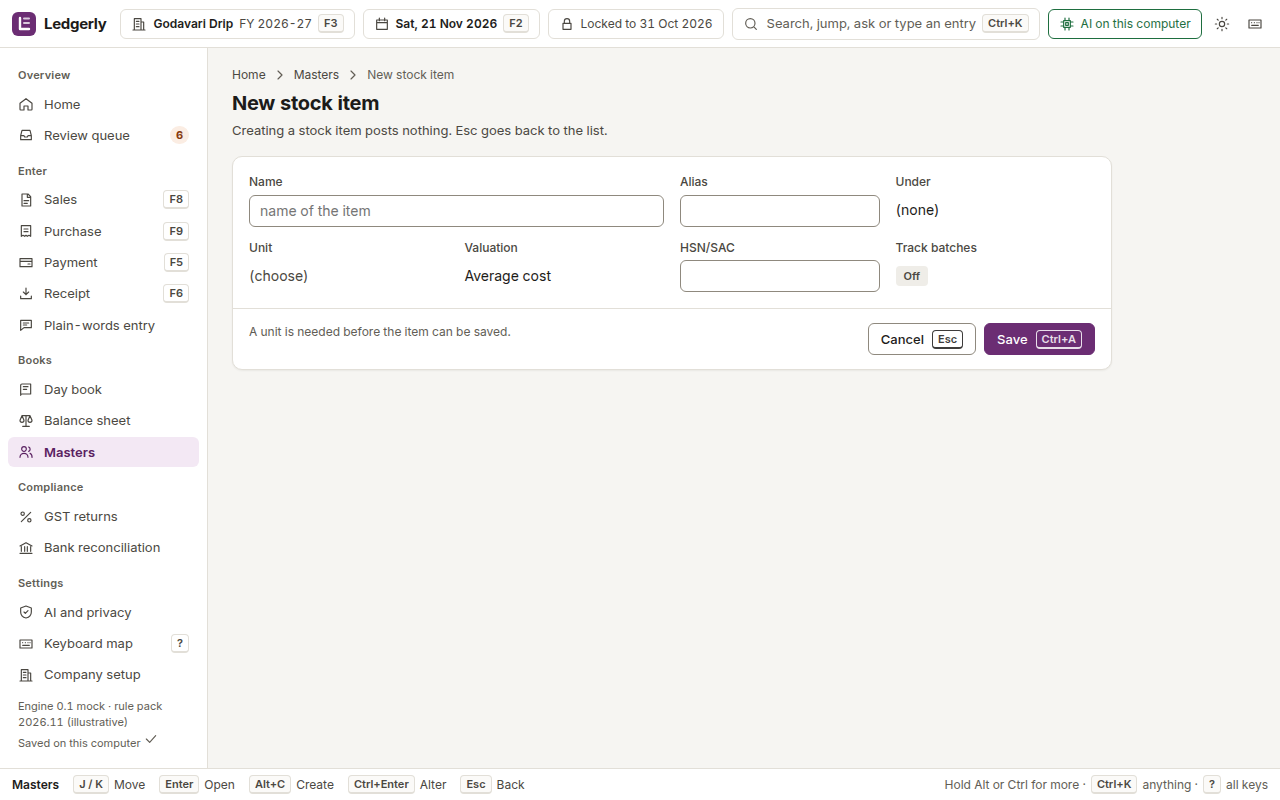 Ledgerly
Godavari Drip FY 2026-27 F3
Sat, 21 Nov 2026 F2
Locked to 31 Oct 2026
Search, jump, ask or type an entry Ctrl+K
AI on this computer
Overview
Home
Review queue 6
Enter
Sales F8
Purchase F9
Payment F5
Receipt F6
Plain-words entry
Books
Day book
Balance sheet
Masters
Compliance
GST returns
Bank reconciliation
Settings
AI and privacy
Keyboard map ?
Company setup
Engine 0.1 mock · rule pack
2026.11 (illustrative)
Saved on this computer
Home > Masters > New stock item
New stock item
Creating a stock item posts nothing. Esc goes back to the list.
Name Alias Under
name of the item (none)
Unit Valuation HSN/SAC Track batches
(choose) Average cost Off
A unit is needed before the item can be saved.
Cancel Esc Save Ctrl+A
Masters J / K Move Enter Open Alt+C Create Ctrl+Enter Alter Esc Back
Hold Alt or Ctrl for more · Ctrl+K anything · ? all keys